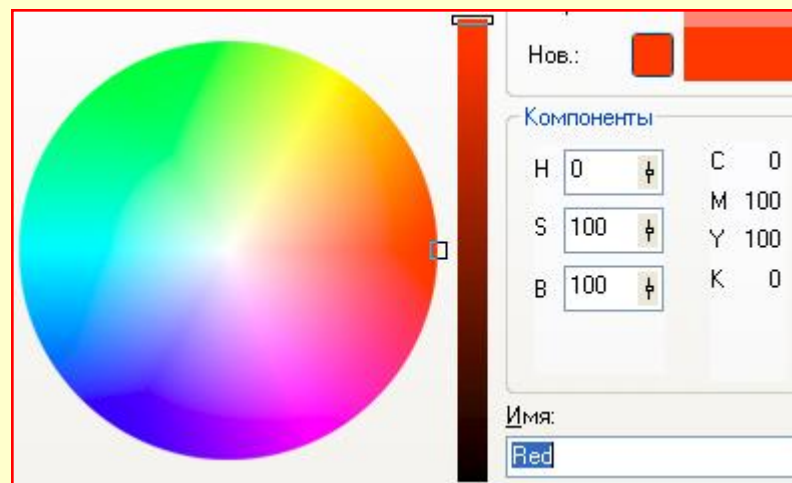 Нов.:
Компоненты
H 0 C 0
M 100
S 100 Y 100
B 100 K 0
Имя:
Red